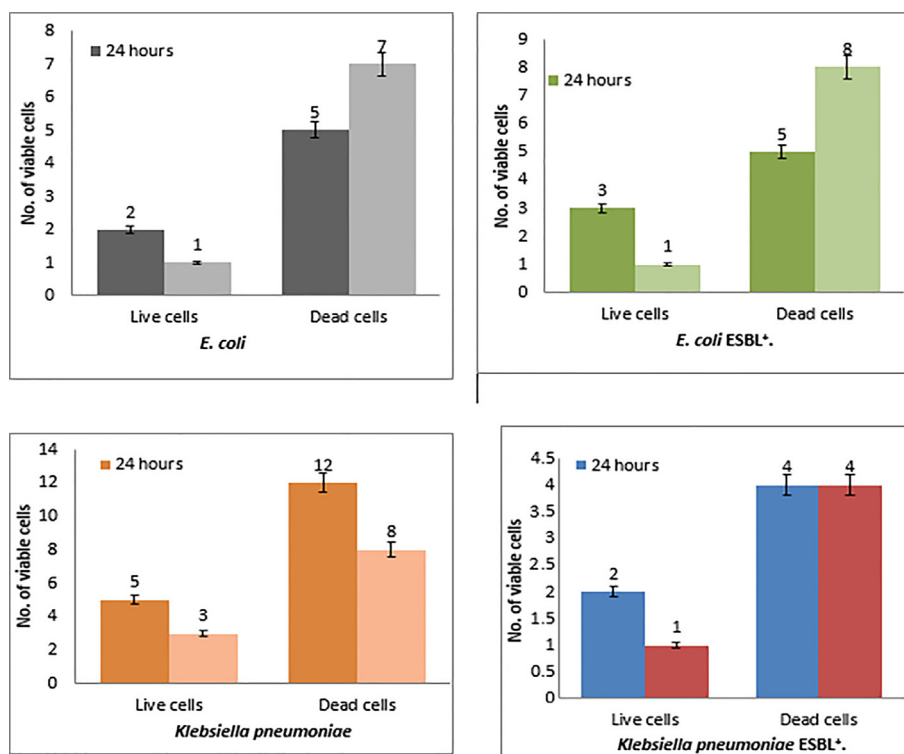 24 hours
No. of viable cells
8
7
6
5
4
3
2
1
0
2
1
5
7
Live cells
Dead cells
E. coli
24 hours
No. of viable cells
9
8
7
6
5
4
3
2
1
0
3
1
5
8
Live cells
Dead cells
E. coli ESBL⁺.
24 hours
No. of viable cells
14
12
10
8
6
4
2
0
5
3
12
8
Live cells
Dead cells
Klebsiella pneumoniae
24 hours
No. of viable cells
4.5
4
3.5
3
2.5
2
1.5
1
0.5
0
2
1
4
4
Live cells
Dead cells
Klebsiella pneumoniae ESBL⁺.